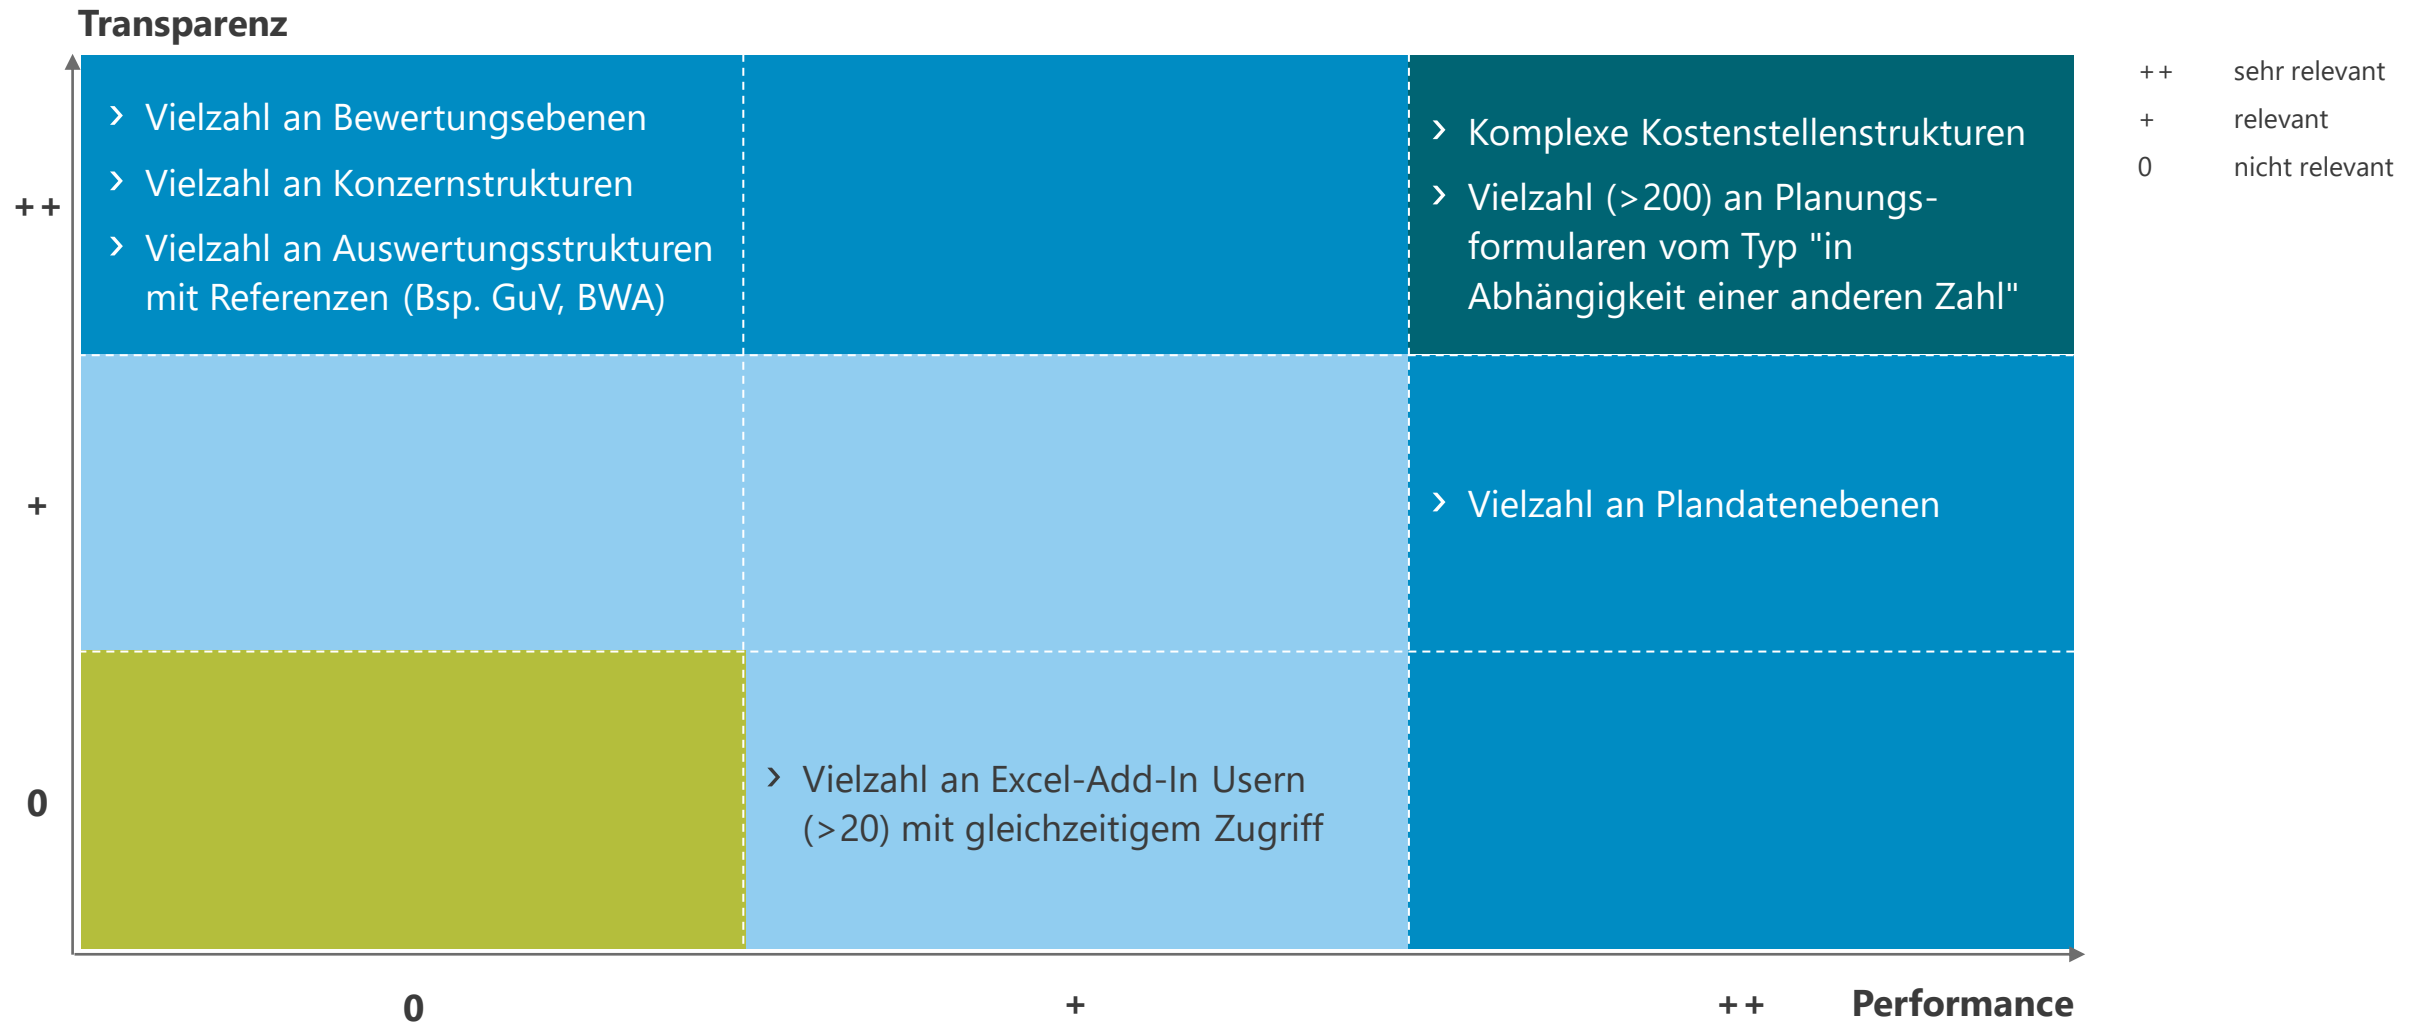 Transparenz
› Vielzahl an Bewertungsebenen
› Vielzahl an Konzernstrukturen
› Vielzahl an Auswertungsstrukturen
mit Referenzen (Bsp. GuV, BWA)
› Komplexe Kostenstellenstrukturen
› Vielzahl (>200) an Planungs-
formularen vom Typ "in
Abhängigkeit einer anderen Zahl"
++ sehr relevant
+ relevant
0 nicht relevant
++
+
› Vielzahl an Plandatenebenen
0
› Vielzahl an Excel-Add-In Usern
(>20) mit gleichzeitigem Zugriff
0 + ++ Performance